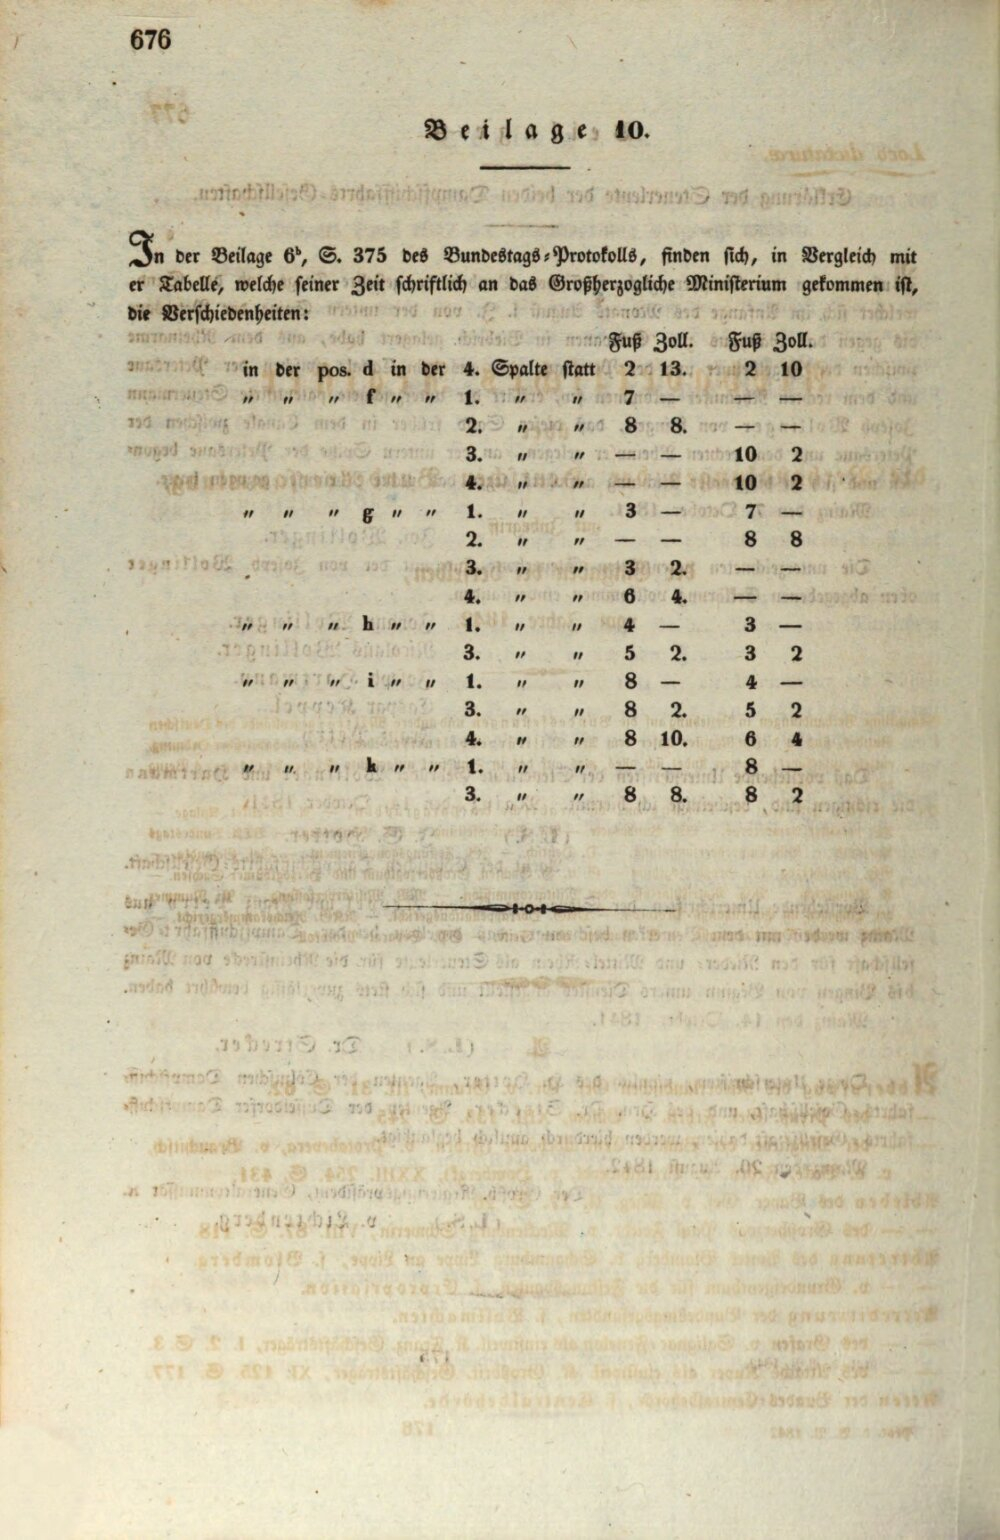 676
Beilage 10.
In der Beilage 6ᵇ, S. 375 des Bundestags-Protokolls, finden sich, in Vergleich mit
er Tabelle, welche seiner Zeit schriftlich an das Großherzogliche Ministerium gekommen ist,
die Verschiedenheiten:
Fuß Zoll. Fuß Zoll.
in der pos. d in der 4. Spalte statt 2 13. 2 10
" " " f " " 1. " " 7 — — —
2. " " 8 8. — —
3. " " — — 10 2
4. " " — — 10 2
" " " g " " 1. " " 3 — 7 —
2. " " — — 8 8
3. " " 3 2. — —
4. " " 6 4. — —
" " " h " " 1. " " 4 — 3 —
3. " " 5 2. 3 2
" " " i " " 1. " " 8 — 4 —
3. " " 8 2. 5 2
4. " " 8 10. 6 4
" " " k " " 1. " " — — 8 —
3. " " 8 8. 8 2